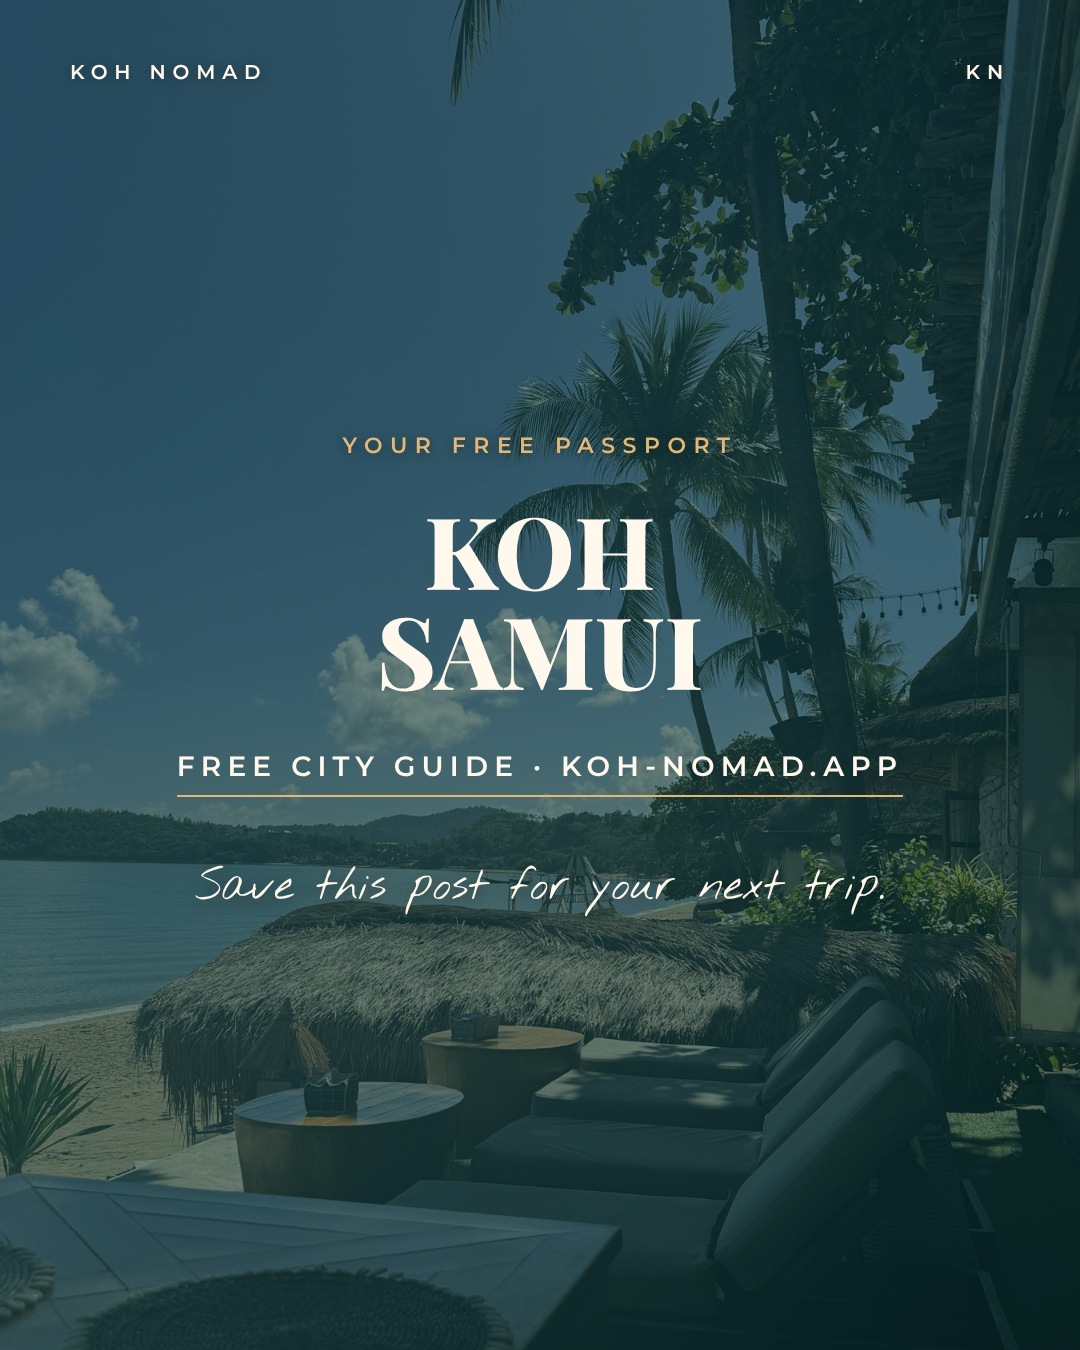 KOH NOMAD
KN
YOUR FREE PASSPORT
KOH
SAMUI
FREE CITY GUIDE · KOH-NOMAD.APP
Save this post for your next trip.